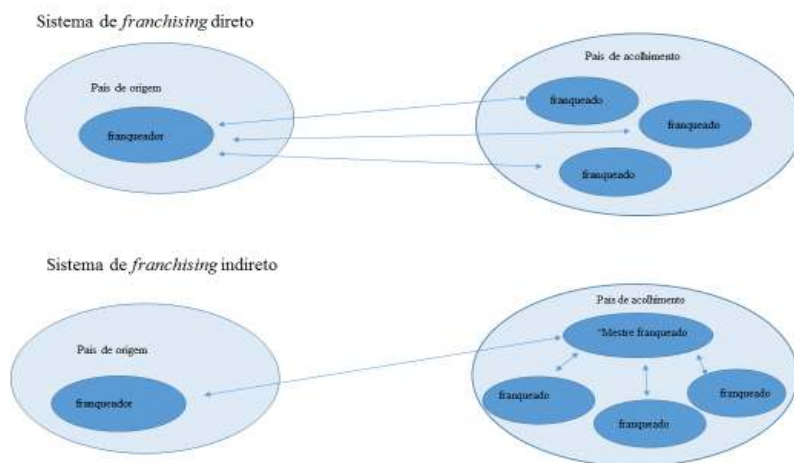 Sistema de franchising direto
País de origem
franqueador
País de acolhimento
franqueado
franqueado
franqueado
Sistema de franchising indireto
País de origem
franqueador
País de acolhimento
"Mestre franqueado
franqueado
franqueado
franqueado